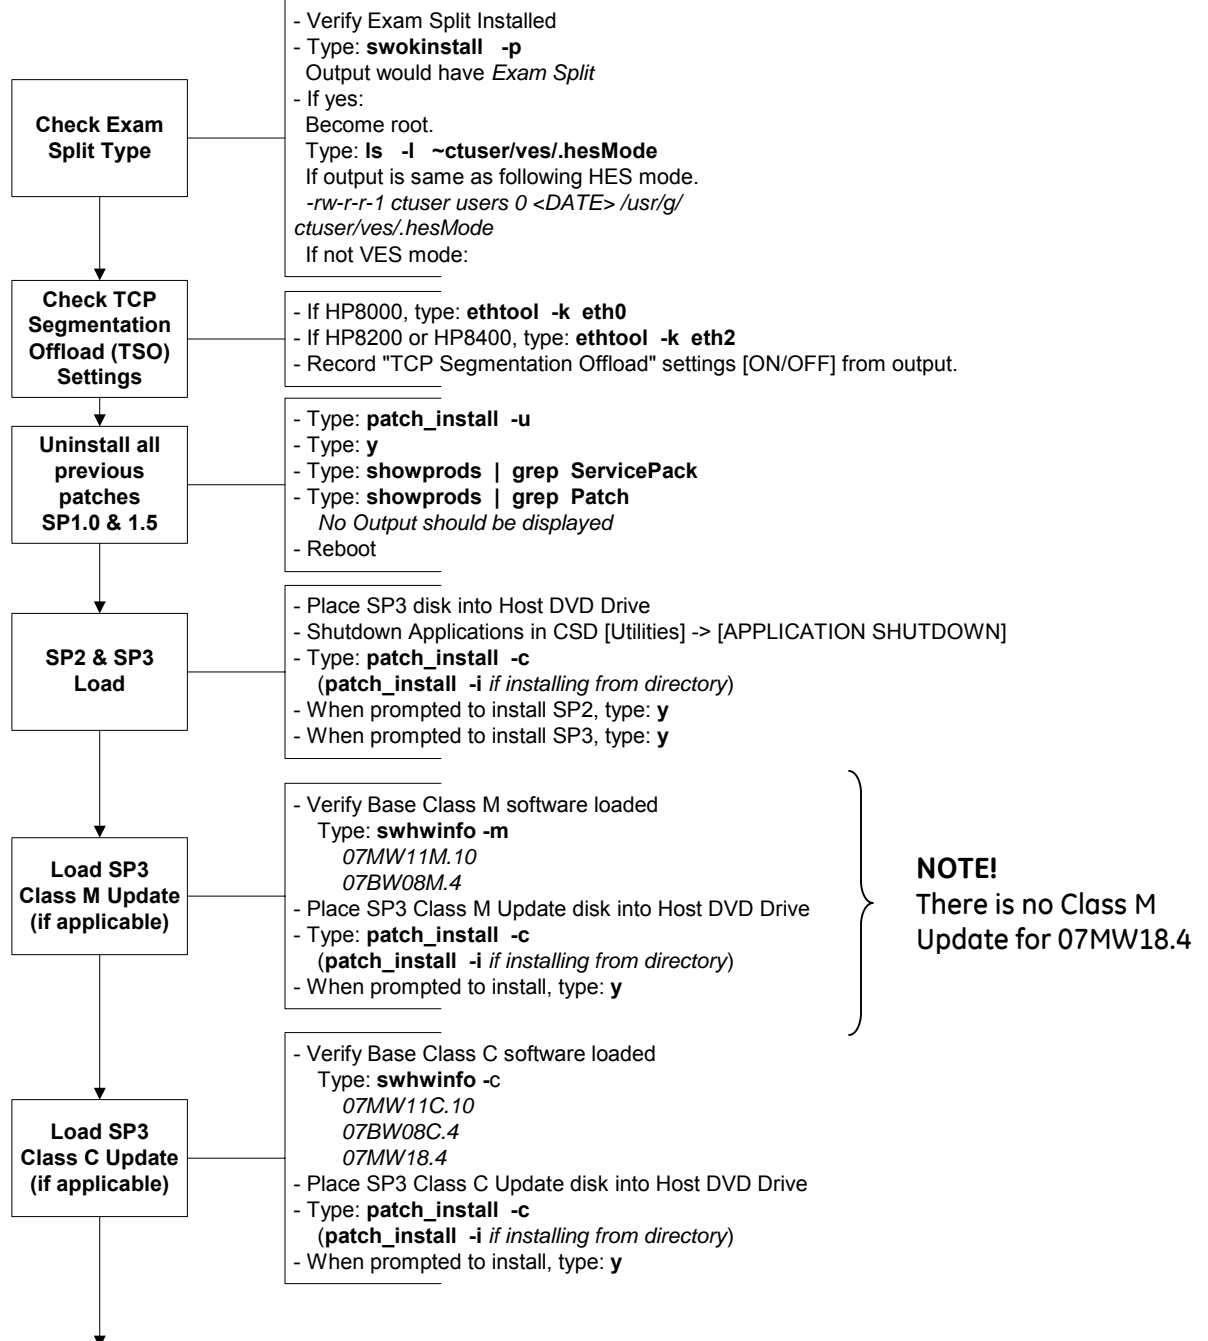 Check Exam
Split Type
- Verify Exam Split Installed
- Type: swokinstall -p
Output would have Exam Split
- If yes:
Become root.
Type: ls -l ~ctuser/ves/.hesMode
If output is same as following HES mode.
-rw-r-r-1 ctuser users 0 <DATE> /usr/g/
ctuser/ves/.hesMode
If not VES mode:
Check TCP
Segmentation
Offload (TSO)
Settings
- If HP8000, type: ethtool -k eth0
- If HP8200 or HP8400, type: ethtool -k eth2
- Record "TCP Segmentation Offload" settings [ON/OFF] from output.
Uninstall all
previous
patches
SP1.0 & 1.5
- Type: patch_install -u
- Type: y
- Type: showprods | grep ServicePack
- Type: showprods | grep Patch
No Output should be displayed
- Reboot
SP2 & SP3
Load
- Place SP3 disk into Host DVD Drive
- Shutdown Applications in CSD [Utilities] -> [APPLICATION SHUTDOWN]
- Type: patch_install -c
(patch_install -i if installing from directory)
- When prompted to install SP2, type: y
- When prompted to install SP3, type: y
Load SP3
Class M Update
(if applicable)
- Verify Base Class M software loaded
Type: swhwinfo -m
07MW11M.10
07BW08M.4
- Place SP3 Class M Update disk into Host DVD Drive
- Type: patch_install -c
(patch_install -i if installing from directory)
- When prompted to install, type: y
NOTE!
There is no Class M
Update for 07MW18.4
Load SP3
Class C Update
(if applicable)
- Verify Base Class C software loaded
Type: swhwinfo -c
07MW11C.10
07BW08C.4
07MW18.4
- Place SP3 Class C Update disk into Host DVD Drive
- Type: patch_install -c
(patch_install -i if installing from directory)
- When prompted to install, type: y